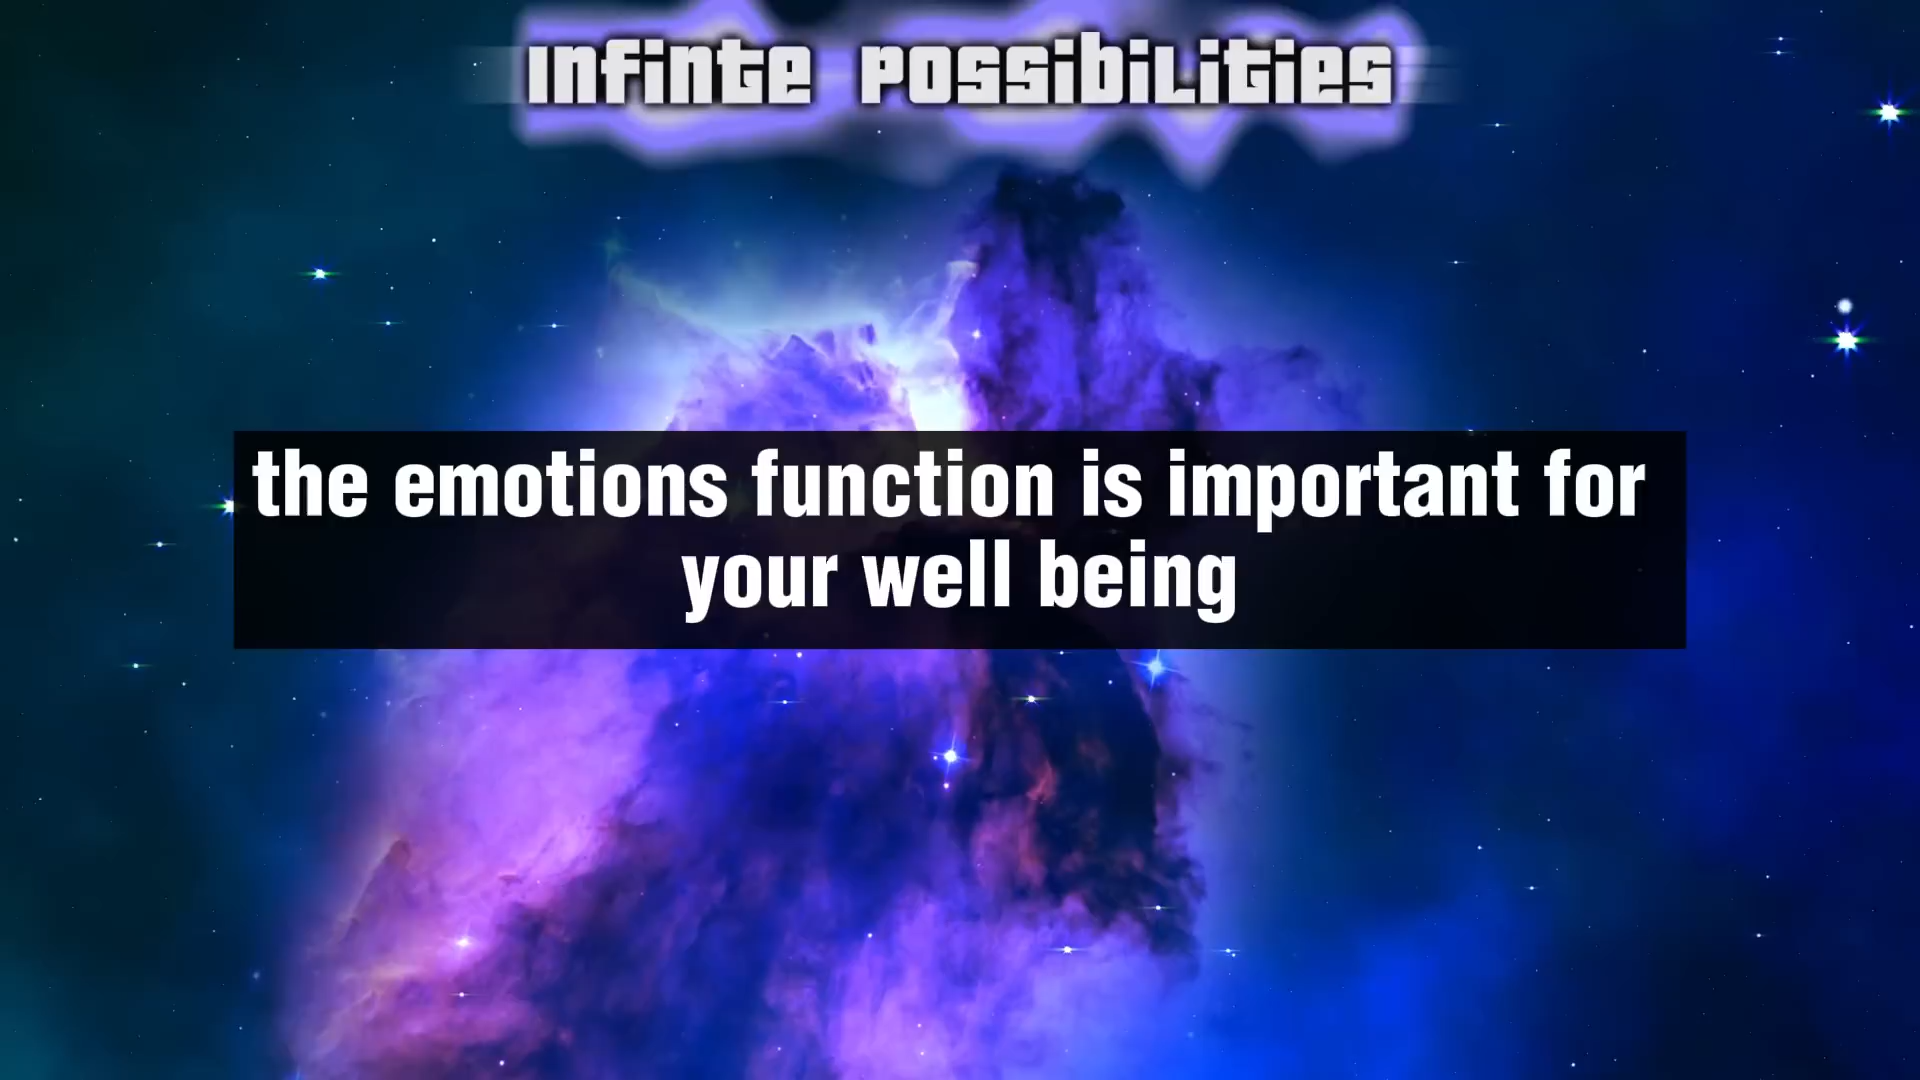 Infinte Possibilities
the emotions function is important for
your well being